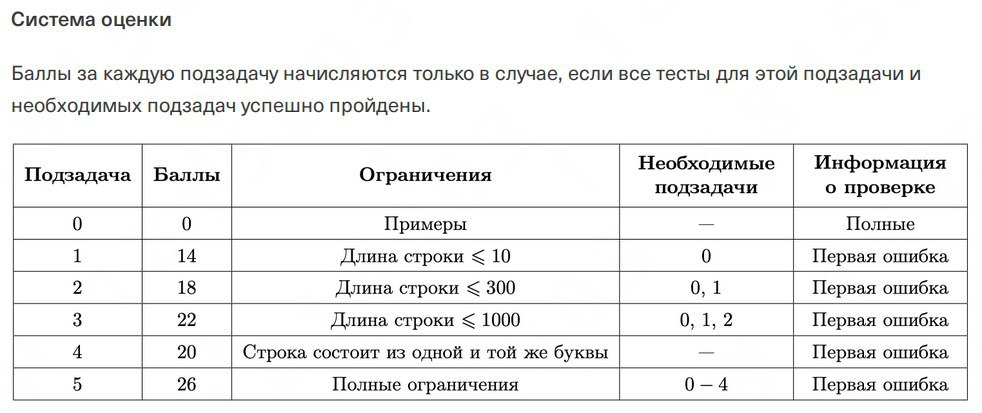 Система оценки
Баллы за каждую подзадачу начисляются только в случае, если все тесты для этой подзадачи и
необходимых подзадач успешно пройдены.
Подзадача Баллы Ограничения Необходимые подзадачи Информация о проверке
0 0 Примеры — Полные
1 14 Длина строки ⩽ 10 0 Первая ошибка
2 18 Длина строки ⩽ 300 0, 1 Первая ошибка
3 22 Длина строки ⩽ 1000 0, 1, 2 Первая ошибка
4 20 Строка состоит из одной и той же буквы — Первая ошибка
5 26 Полные ограничения 0 – 4 Первая ошибка